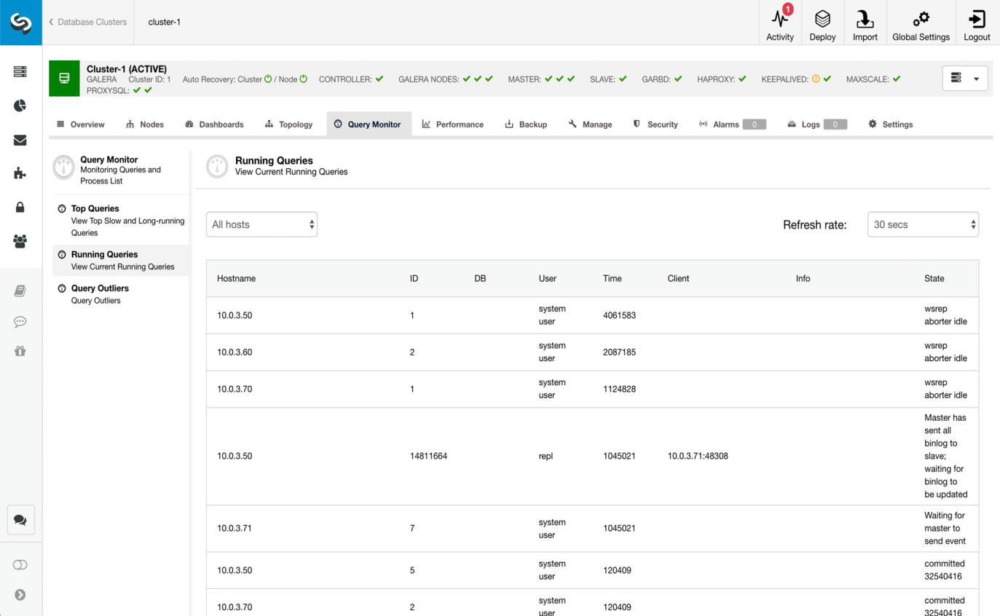 Database Clusters
cluster-1
1
Activity
Deploy
Import
Global Settings
Logout
Cluster-1 (ACTIVE)
GALERA Cluster ID: 1 Auto Recovery: Cluster / Node CONTROLLER: GALERA NODES: MASTER: SLAVE: GARBD: HAPROXY: KEEPALIVED: MAXSCALE:
PROXYSQL:
Overview Nodes Dashboards Topology Query Monitor Performance Backup Manage Security Alarms 0 Logs 0 Settings
Query Monitor
Monitoring Queries and
Process List
Top Queries
View Top Slow and Long-running
Queries
Running Queries
View Current Running Queries
Query Outliers
Query Outliers
Running Queries
View Current Running Queries
All hosts
Refresh rate:
30 secs
Hostname ID DB User Time Client Info State
10.0.3.50 1 system
user 4061583 wsrep
aborter idle
10.0.3.60 2 system
user 2087185 wsrep
aborter idle
10.0.3.70 1 system
user 1124828 wsrep
aborter idle
10.0.3.50 14811664 repl 1045021 10.0.3.71:48308 Master has
sent all
binlog to
slave;
waiting for
binlog to
be updated
10.0.3.71 7 system
user 1045021 Waiting for
master to
send event
10.0.3.50 5 system
user 120409 committed
32540416
10.0.3.70 2 system
user 120409 committed
32540416